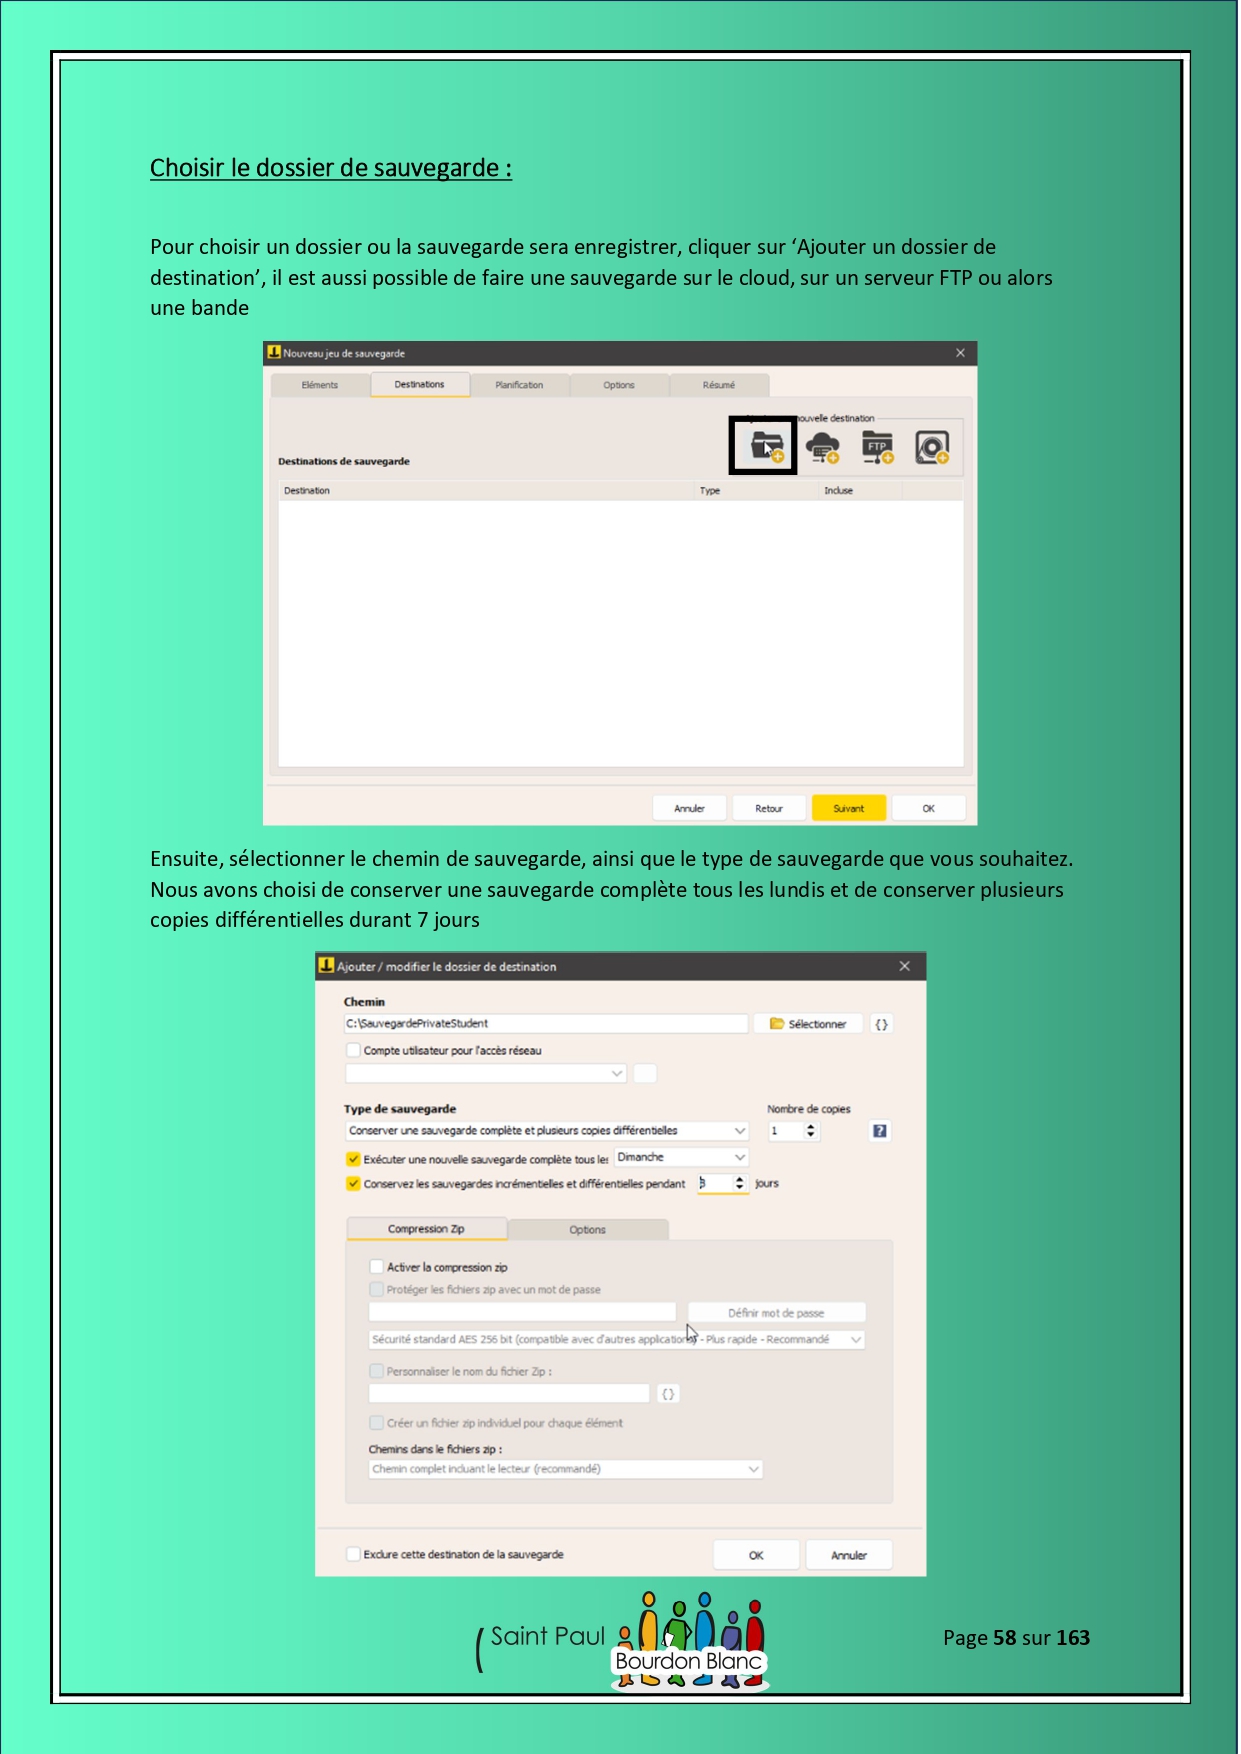 Choisir le dossier de sauvegarde :
Pour choisir un dossier ou la sauvegarde sera enregistrer, cliquer sur ‘Ajouter un dossier de
destination’, il est aussi possible de faire une sauvegarde sur le cloud, sur un serveur FTP ou alors
une bande
Nouveau jeu de sauvegarde
Eléments Destinations Planification Options Résumé
nouvelle destination
FTP
Destinations de sauvegarde
Destination Type Incluse
Annuler Retour Suivant OK
Ensuite, sélectionner le chemin de sauvegarde, ainsi que le type de sauvegarde que vous souhaitez.
Nous avons choisi de conserver une sauvegarde complète tous les lundis et de conserver plusieurs
copies différentielles durant 7 jours
Ajouter / modifier le dossier de destination
Chemin
C:\SauvegardePrivateStudent Sélectionner {}
Compte utilisateur pour l'accès réseau
Type de sauvegarde Nombre de copies
Conserver une sauvegarde complète et plusieurs copies différentielles 1 ?
Exécuter une nouvelle sauvegarde complète tous les Dimanche
Conservez les sauvegardes incrémentielles et différentielles pendant jours
Compression Zip Options
Activer la compression zip
Protéger les fichiers zip avec un mot de passe
Définir mot de passe
Sécurité standard AES 256 bit (compatible avec d'autres applications) - Plus rapide - Recommandé
Personnaliser le nom du fichier Zip :
{}
Créer un fichier zip individuel pour chaque élément
Chemins dans le fichiers zip :
Chemin complet incluant le lecteur (recommandé)
Exclure cette destination de la sauvegarde OK Annuler
Saint Paul
Bourdon Blanc
Page 58 sur 163